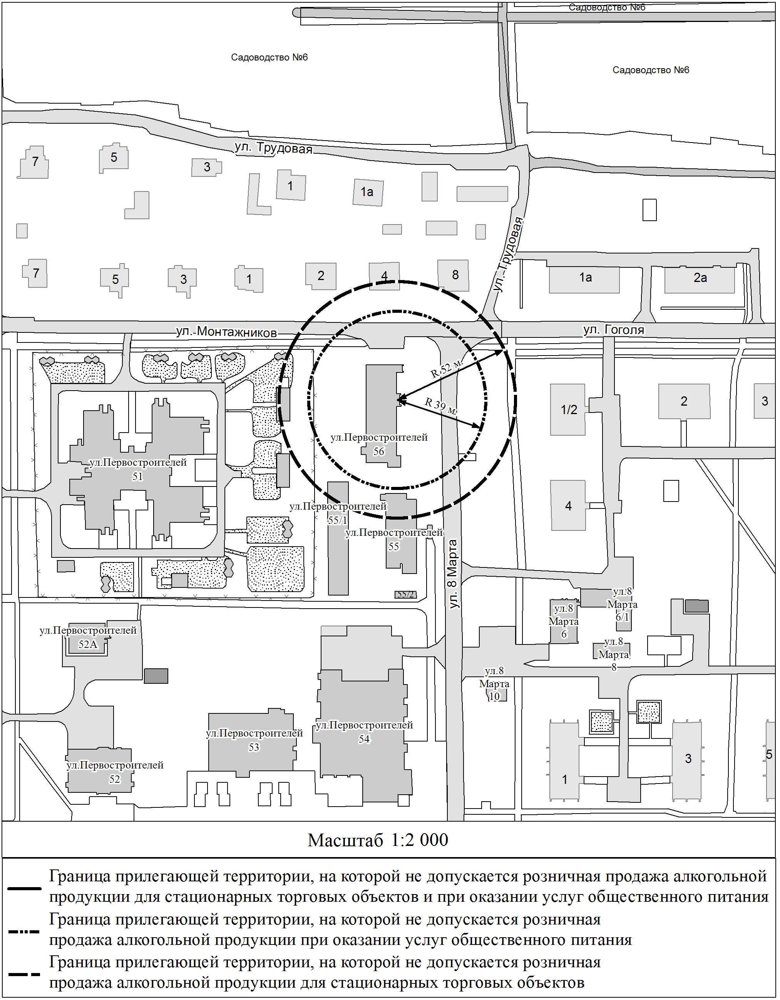 Садоводство №6
Садоводство №6
Садоводство №6
ул. Трудовая
7
5
3
1
1а
ул. Трудовая
7
5
3
1
2
4
8
1а
2а
ул. Монтажников
ул. Гоголя
R 52 м.
R 39 м.
1/2
2
3
ул.Первостроителей
56
ул.Первостроителей
51
ул.Первостроителей
55/1
4
ул.Первостроителей
55
ул. 8 Марта
55/2
ул.8
Марта
6/1
ул.8
Марта
6
ул.Первостроителей
52А
ул.8
Марта
8
ул.8
Марта
10
ул.Первостроителей
54
ул.Первостроителей
53
ул.Первостроителей
52
1
3
5
Масштаб 1:2 000
Граница прилегающей территории, на которой не допускается розничная продажа алкогольной
продукции для стационарных торговых объектов и при оказании услуг общественного питания
Граница прилегающей территории, на которой не допускается розничная
продажа алкогольной продукции при оказании услуг общественного питания
Граница прилегающей территории, на которой не допускается розничная
продажа алкогольной продукции для стационарных торговых объектов